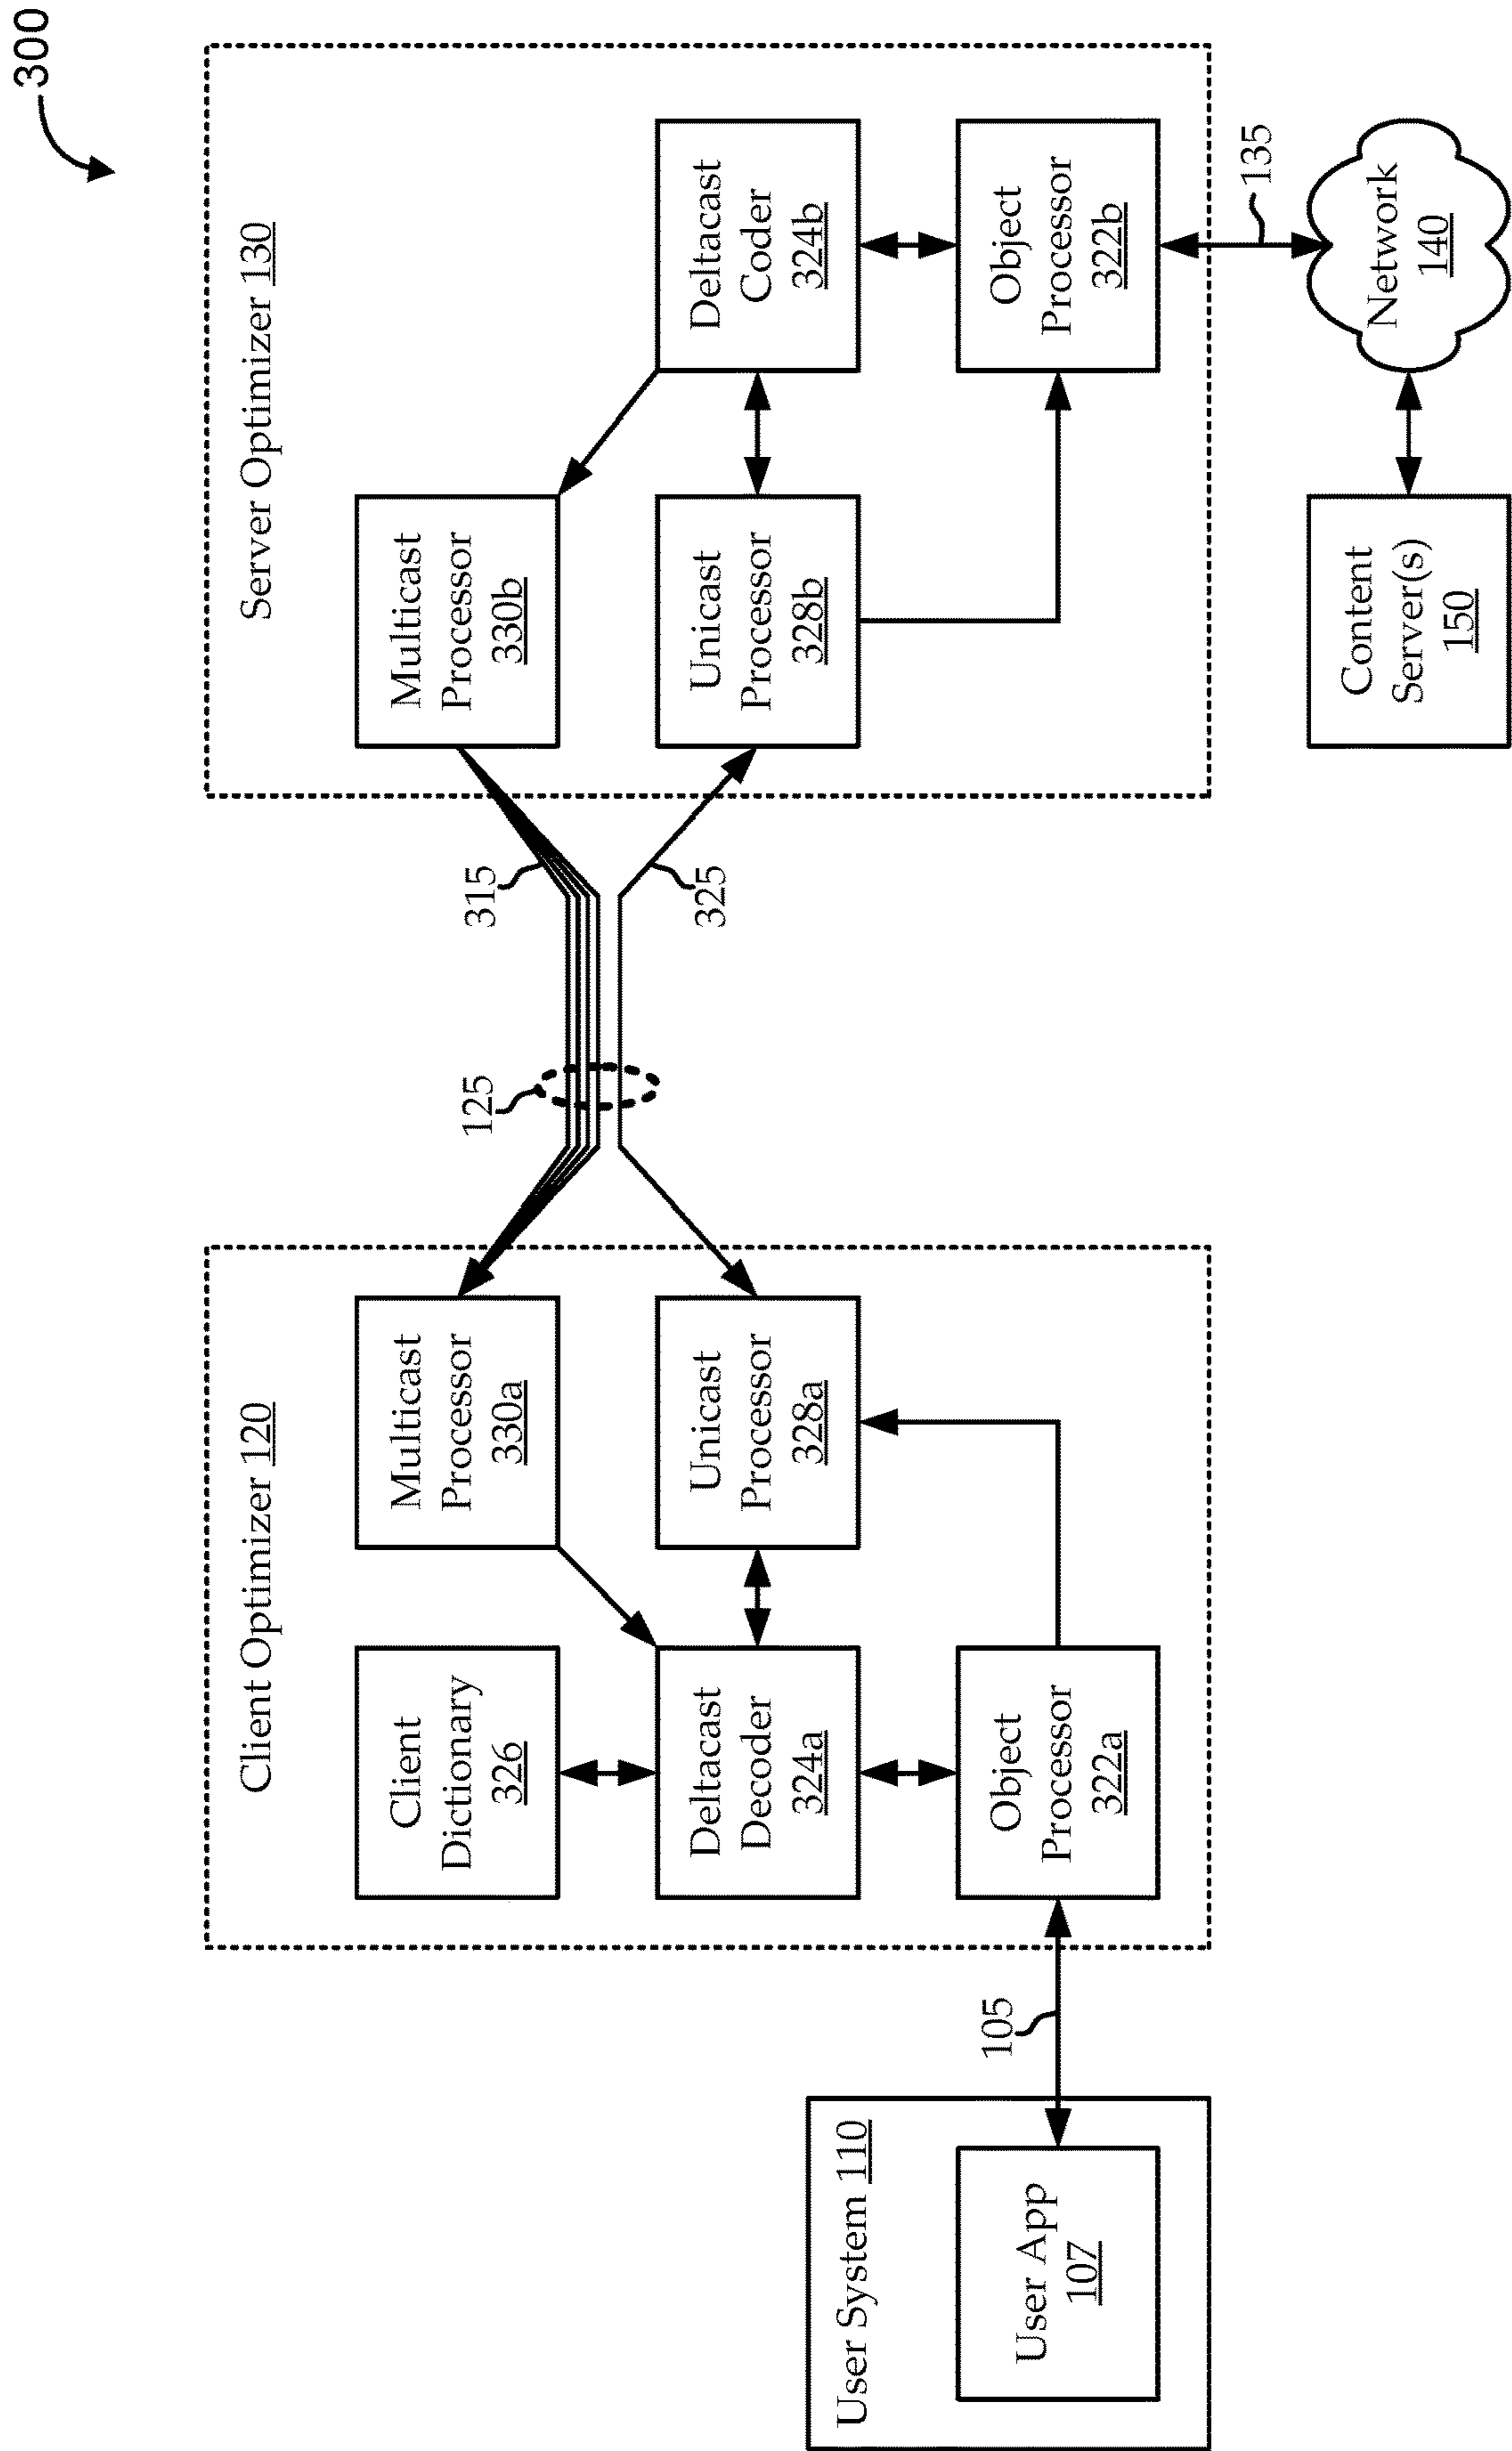 300
Client Optimizer 120
Client
Dictionary
326
Multicast
Processor
330a
Deltacast
Decoder
324a
Unicast
Processor
328a
Object
Processor
322a
User System 110
User App
107
105
125
315
325
Server Optimizer 130
Multicast
Processor
330b
Unicast
Processor
328b
Deltacast
Coder
324b
Object
Processor
322b
135
Content
Server(s)
150
Network
140